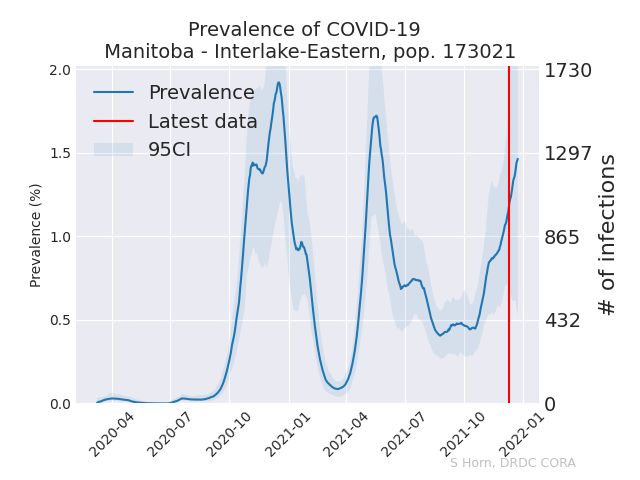 Prevalence of COVID-19
Manitoba - Interlake-Eastern, pop. 173021
Prevalence
Latest data
95CI
Prevalence (%)
2.0
1.5
1.0
0.5
0.0
1730
1297
865
432
0
# of infections
2020-04
2020-07
2020-10
2021-01
2021-04
2021-07
2021-10
2022-01
S Horn, DRDC CORA